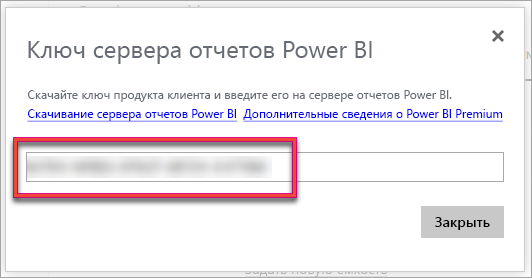 Ключ сервера отчетов Power BI
Скачайте ключ продукта клиента и введите его на сервере отчетов Power BI.
Скачивание сервера отчетов Power BI Дополнительные сведения о Power BI Premium
Закрыть